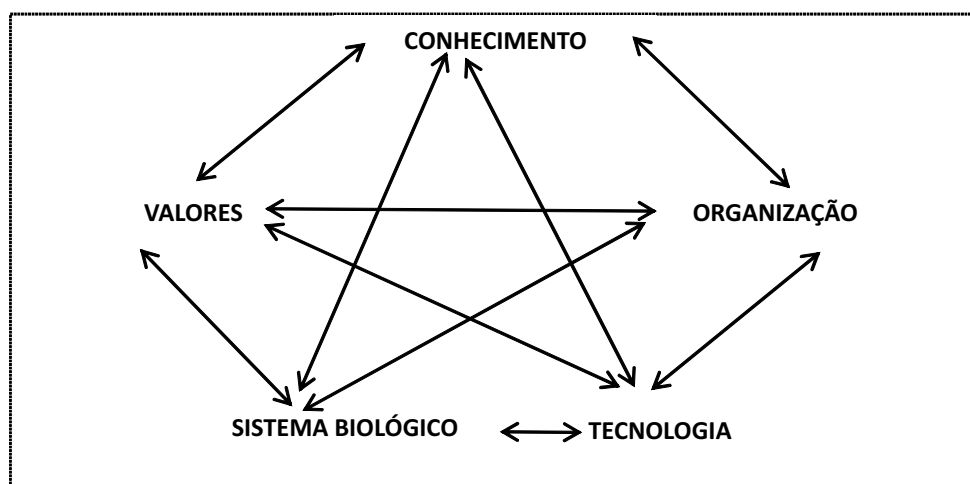 CONHECIMENTO
VALORES
ORGANIZAÇÃO
SISTEMA BIOLÓGICO
TECNOLOGIA